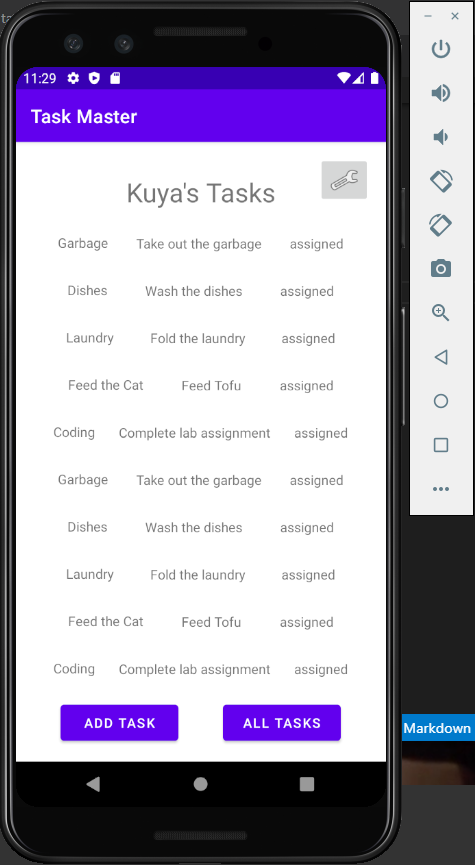 11:29
Task Master
Kuya's Tasks
Garbage Take out the garbage assigned
Dishes Wash the dishes assigned
Laundry Fold the laundry assigned
Feed the Cat Feed Tofu assigned
Coding Complete lab assignment assigned
Garbage Take out the garbage assigned
Dishes Wash the dishes assigned
Laundry Fold the laundry assigned
Feed the Cat Feed Tofu assigned
Coding Complete lab assignment assigned
ADD TASK ALL TASKS
Markdown